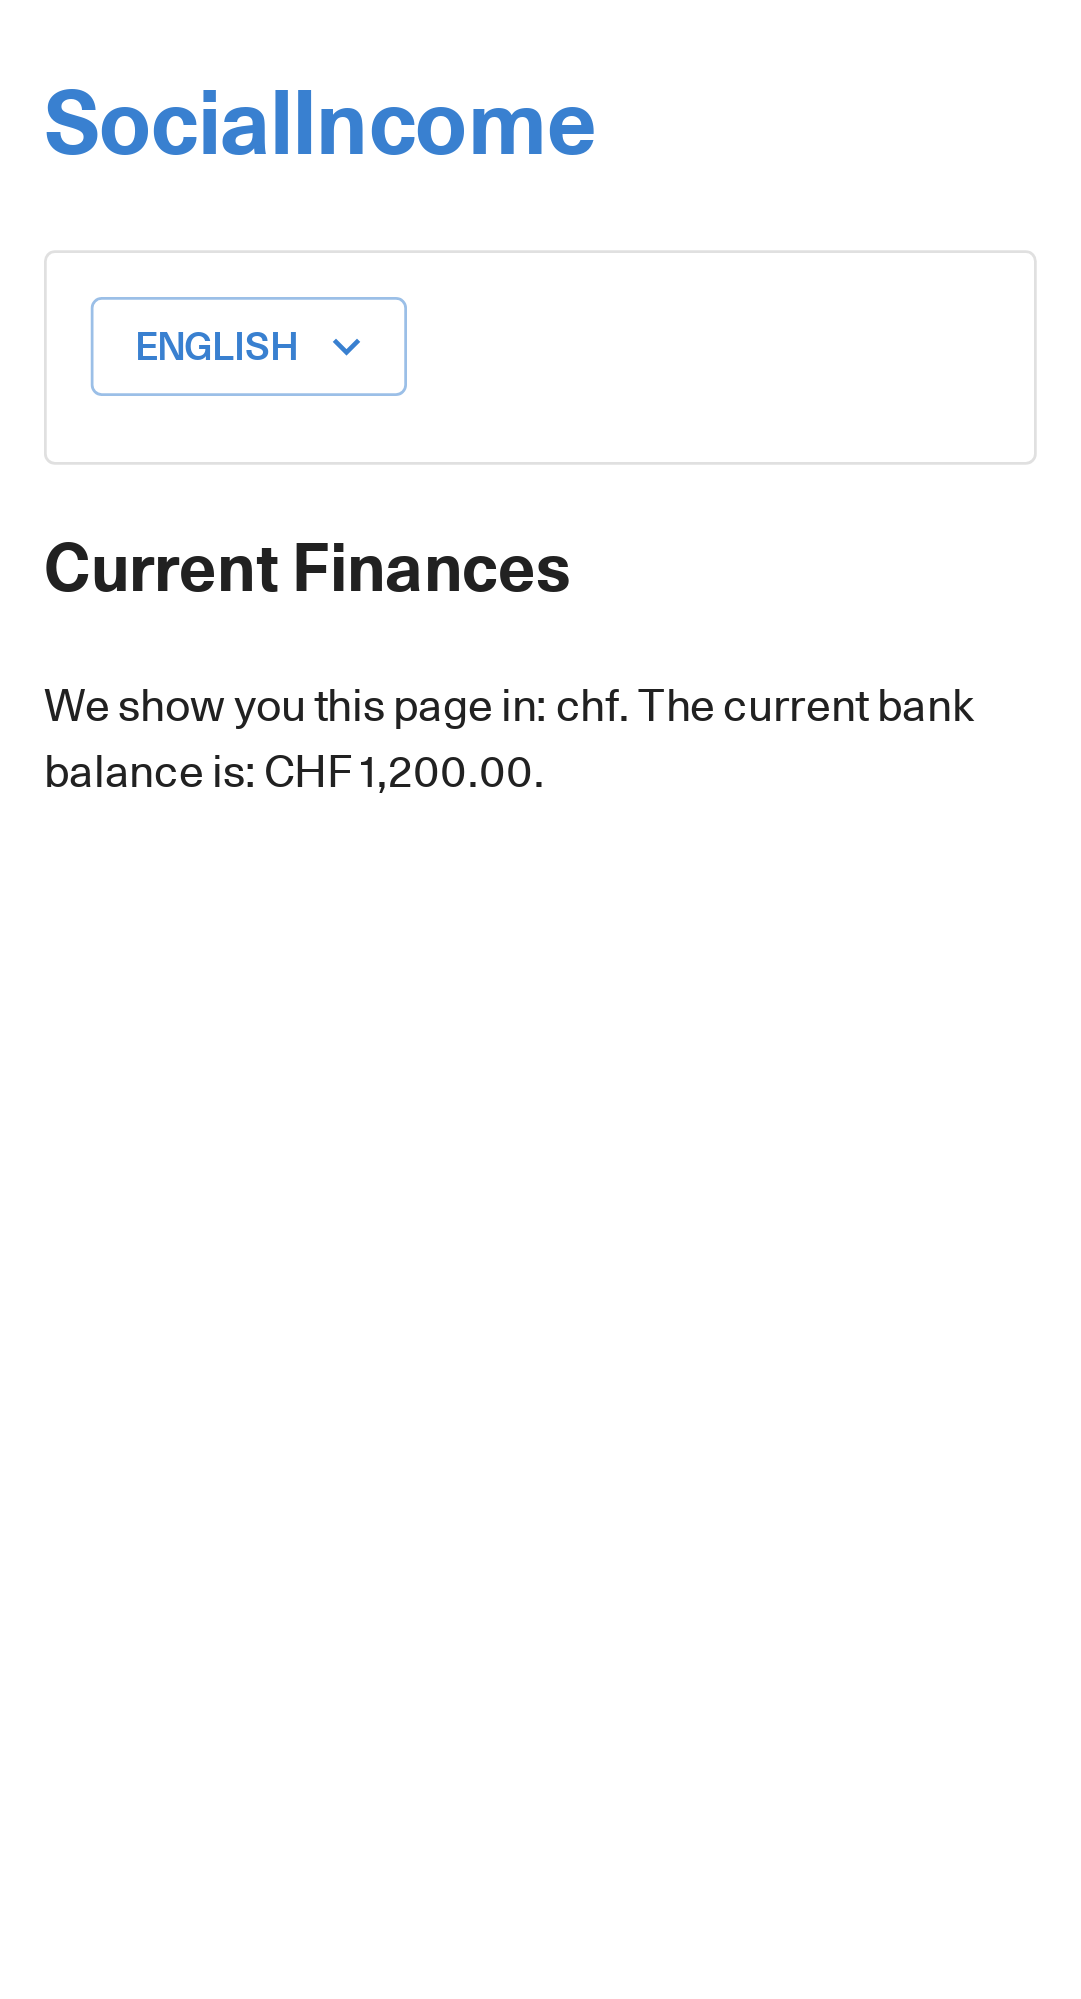 SocialIncome
ENGLISH
Current Finances
We show you this page in: chf. The current bank
balance is: CHF 1,200.00.